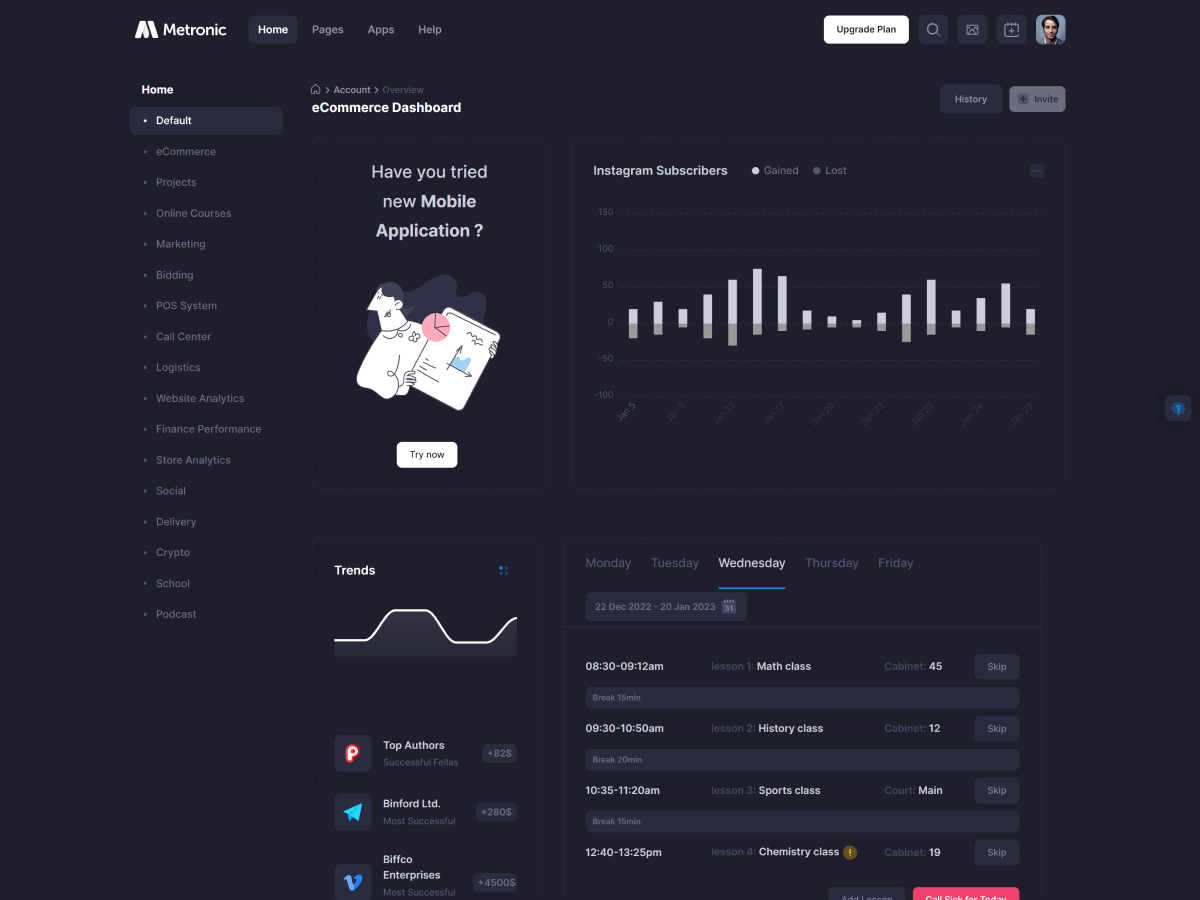 Metronic
Home
Pages
Apps
Help
Upgrade Plan
Home
Default
eCommerce
Projects
Online Courses
Marketing
Bidding
POS System
Call Center
Logistics
Website Analytics
Finance Performance
Store Analytics
Social
Delivery
Crypto
School
Podcast
Account
Overview
eCommerce Dashboard
History
Invite
Have you tried
new Mobile
Application ?
Try now
Instagram Subscribers
Gained
Lost
150
100
50
0
-50
-100
Jan 5
Jan 9
Jan 13
Jan 17
Jan 20
Jan 23
Jan 25
Jan 24
Jan 29
?
Trends
Top Authors
Successful Fellas
+82$
Binford Ltd.
Most Successful
+280$
Biffco
Enterprises
Most Successful
+4500$
Monday
Tuesday
Wednesday
Thursday
Friday
22 Dec 2022 - 20 Jan 2023
31
08:30-09:12am
lesson 1: Math class
Cabinet: 45
Skip
Break 15min
09:30-10:50am
lesson 2: History class
Cabinet: 12
Skip
Break 20min
10:35-11:20am
lesson 3: Sports class
Court: Main
Skip
Break 15min
12:40-13:25pm
lesson 4: Chemistry class
Cabinet: 19
Skip
Add Lesson
Call Sick for Today